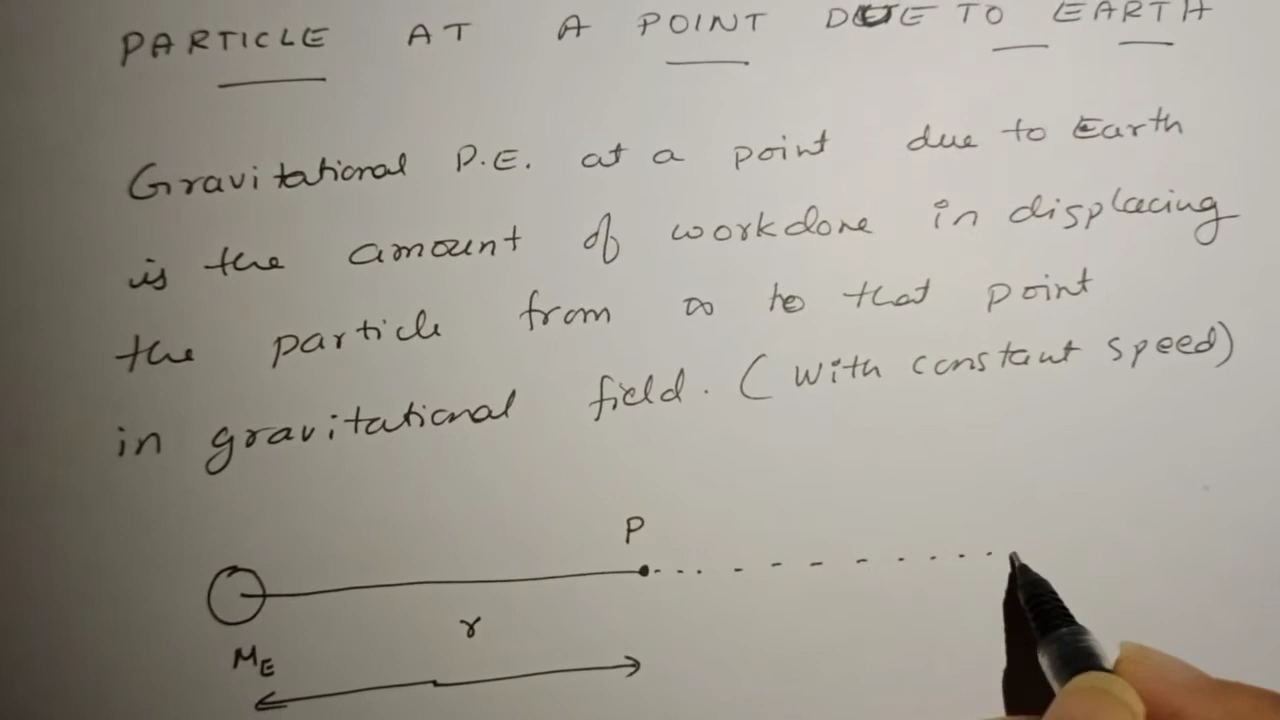 PARTICLE AT A POINT DUE TO EARTH
Gravitational P.E. at a point due to Earth
is the amount of workdone in displacing
the particle from ∞ to that point
in gravitational field. (with constant speed)
P
r
ME